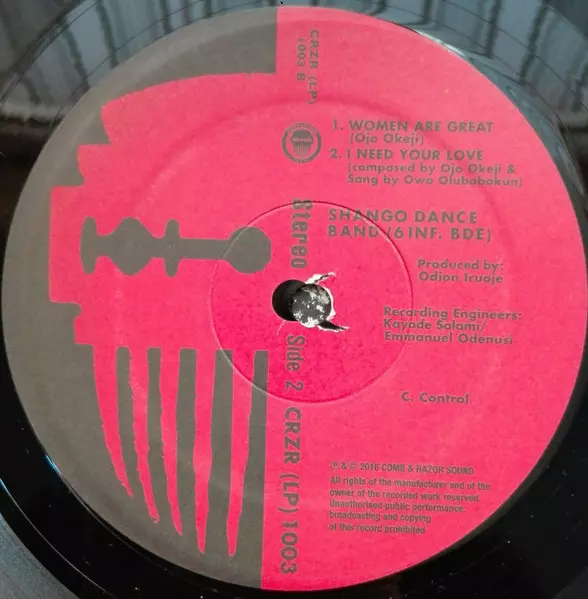 CRZR (LP)
1003 B
1. WOMEN ARE GREAT
(Ojo Okeji)
2. I NEED YOUR LOVE
(composed by Ojo Okeji &
Sang by Owo Olubobokun)
SHANGO DANCE
BAND (6 INF. BDE)
Produced by:
Odion Iruoje
Recording Engineers:
Kayode Salami/
Emmanuel Odenusi
C. Control
Stereo Side 2 CRZR (LP) 1003
℗ & © 2016 COMB & RAZOR SOUND
All rights of the manufacturer and of the
owner of the recorded work reserved.
Unauthorised public performance,
broadcasting and copying
of this record prohibited